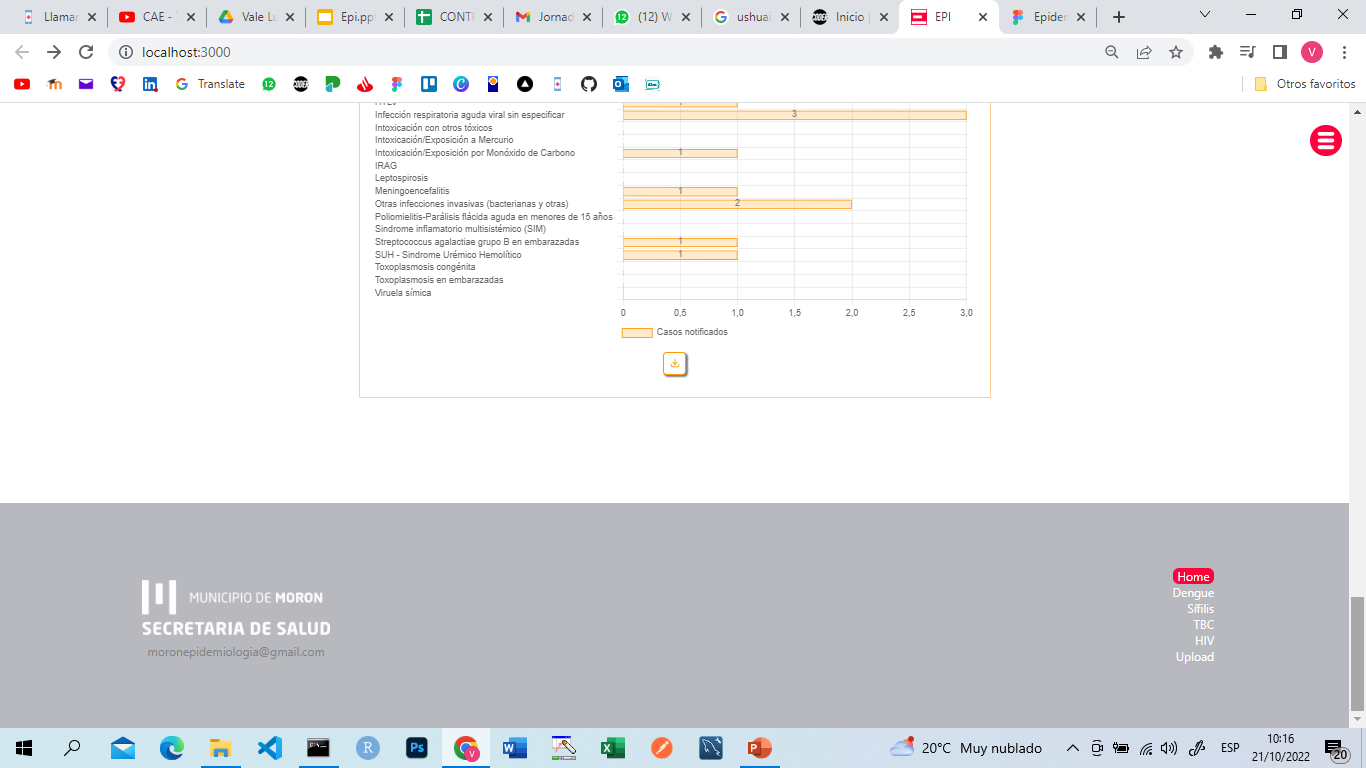 Llamar
CAE -
Vale Lu
Epi.pp
CONT
Jornad
(12) W
ushuai
Inicio
EPI
Epider
localhost:3000
V
Translate
Otros favoritos
Infección respiratoria aguda viral sin especificar
3
Intoxicación con otros tóxicos
Intoxicación/Exposición a Mercurio
Intoxicación/Exposición por Monóxido de Carbono
1
IRAG
Leptospirosis
Meningoencefalitis
1
Otras infecciones invasivas (bacterianas y otras)
2
Poliomielitis-Parálisis flácida aguda en menores de 15 años
Sindrome inflamatorio multisistémico (SIM)
Streptococcus agalactiae grupo B en embarazadas
1
SUH - Sindrome Urémico Hemolítico
1
Toxoplasmosis congénita
Toxoplasmosis en embarazadas
Viruela símica
0 0,5 1,0 1,5 2,0 2,5 3,0
Casos notificados
MUNICIPIO DE MORON
SECRETARIA DE SALUD
moronepidemiologia@gmail.com
Home
Dengue
Sífilis
TBC
HIV
Upload
20°C Muy nublado
ESP
10:16
21/10/2022
20